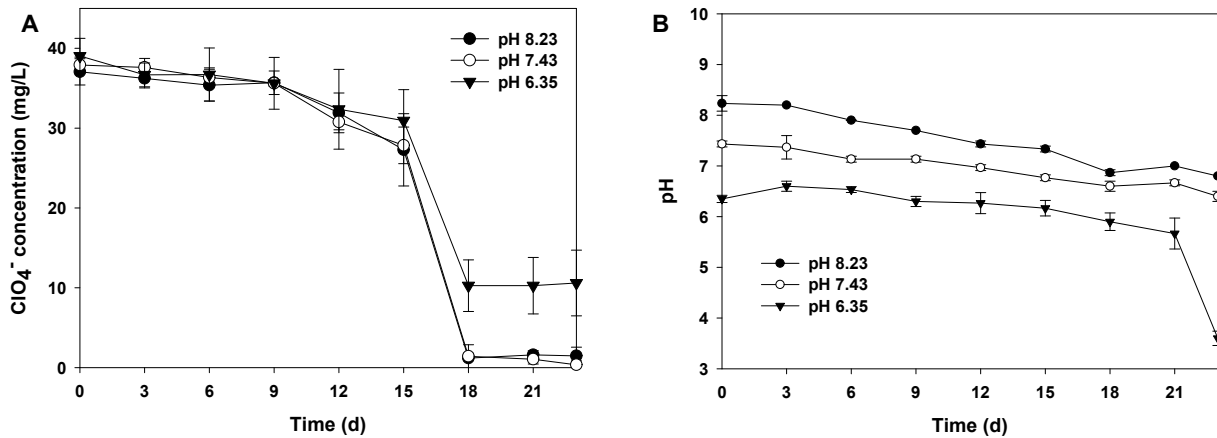 A
ClO4⁻ concentration (mg/L)
40
30
20
10
0
0 3 6 9 12 15 18 21
Time (d)
pH 8.23
pH 7.43
pH 6.35
B
pH
10
9
8
7
6
5
4
3
0 3 6 9 12 15 18 21
Time (d)
pH 8.23
pH 7.43
pH 6.35